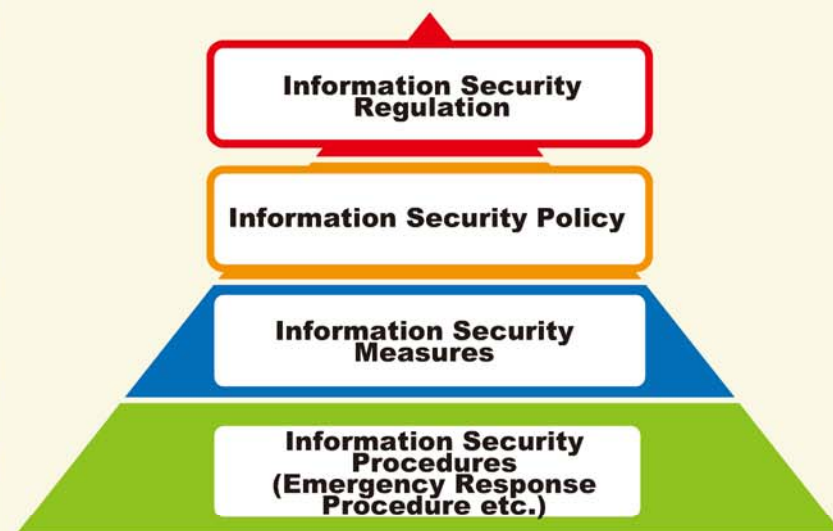 Information Security
Regulation
Information Security Policy
Information Security
Measures
Information Security
Procedures
(Emergency Response
Procedure etc.)